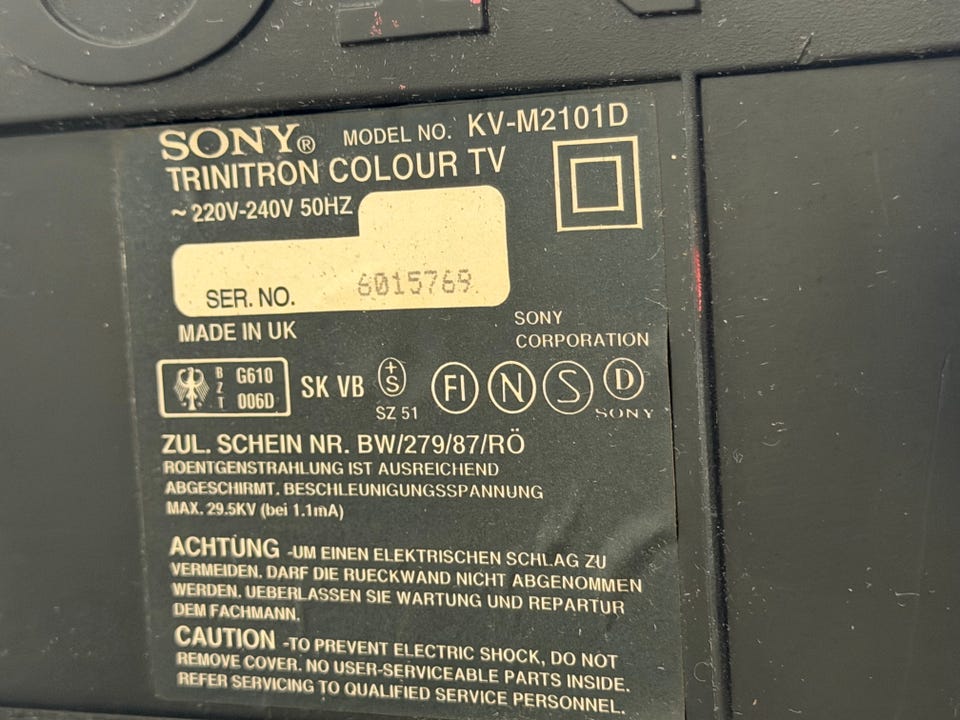 SONY® MODEL NO. KV-M2101D
TRINITRON COLOUR TV
~ 220V-240V 50HZ
SER. NO. 6015769
MADE IN UK
SONY
CORPORATION
BZT G610
006D
SK VB
+S
SZ 51
FI N S D
SONY
ZUL. SCHEIN NR. BW/279/87/RÖ
ROENTGENSTRAHLUNG IST AUSREICHEND
ABGESCHIRMT. BESCHLEUNIGUNGSSPANNUNG
MAX. 29.5KV (bei 1.1mA)
ACHTUNG -UM EINEN ELEKTRISCHEN SCHLAG ZU
VERMEIDEN. DARF DIE RUECKWAND NICHT ABGENOMMEN
WERDEN. UEBERLASSEN SIE WARTUNG UND REPARTUR
DEM FACHMANN.
CAUTION -TO PREVENT ELECTRIC SHOCK, DO NOT
REMOVE COVER. NO USER-SERVICEABLE PARTS INSIDE.
REFER SERVICING TO QUALIFIED SERVICE PERSONNEL.